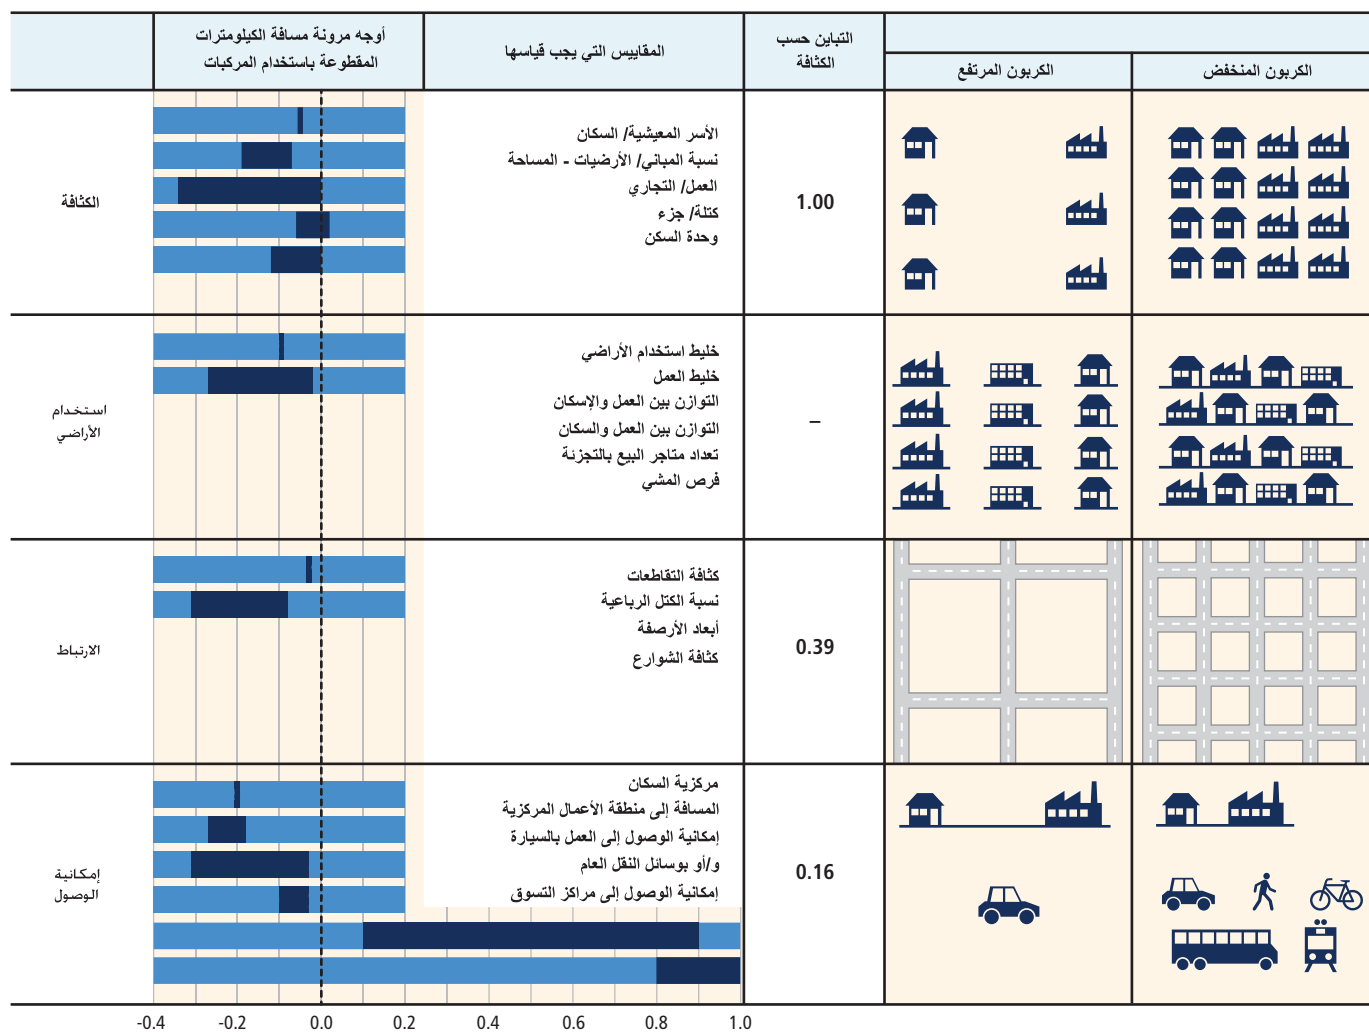 أوجه مرونة مسافة الكيلومترات
المقطوعة باستخدام المركبات
المقاييس التي يجب قياسها
التباين حسب
الكثافة
الكربون المرتفع
الكربون المنخفض
الكثافة
الأسر المعيشية/ السكان
نسبة المباني/ الأرضيات - المساحة
العمل/ التجاري
كتلة/ جزء
وحدة السكن
1.00
استخدام
الأراضي
خليط استخدام الأراضي
خليط العمل
التوازن بين العمل والإسكان
التوازن بين العمل والسكان
تعداد متاجر البيع بالتجزئة
فرص المشي
–
الارتباط
كثافة التقاطعات
نسبة الكتل الرباعية
أبعاد الأرصفة
كثافة الشوارع
0.39
إمكانية
الوصول
مركزية السكان
المسافة إلى منطقة الأعمال المركزية
إمكانية الوصول إلى العمل بالسيارة
و/أو بوسائل النقل العام
إمكانية الوصول إلى مراكز التسوق
0.16
-0.4 -0.2 0.0 0.2 0.4 0.6 0.8 1.0